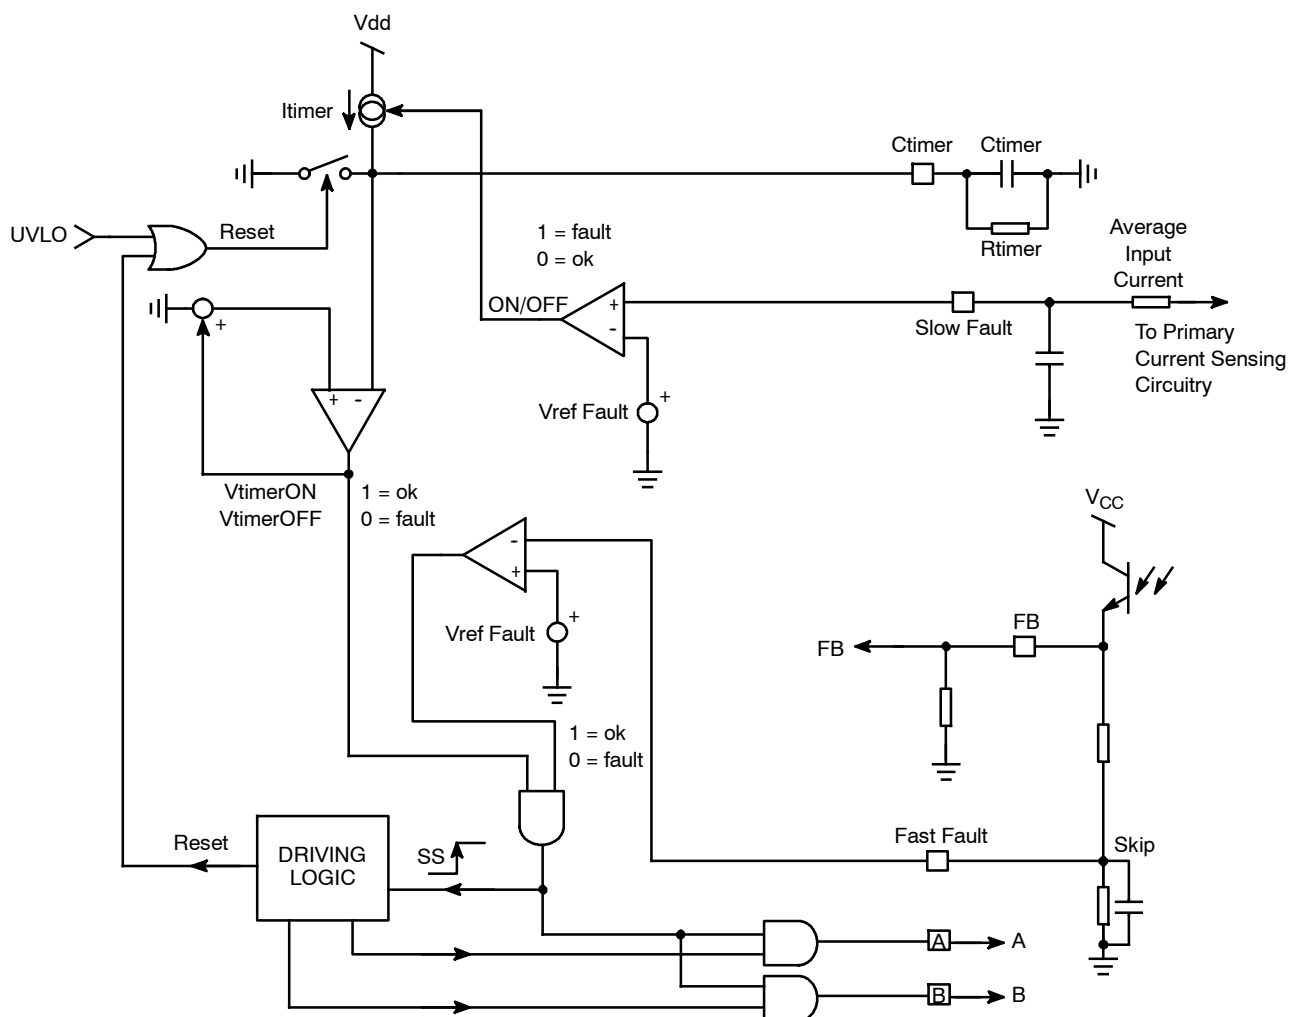 Vdd
Itimer
Ctimer
Ctimer
Rtimer
UVLO
Reset
1 = fault
0 = ok
Average
Input
Current
ON/OFF
+
-
Slow Fault
To Primary
Current Sensing
Circuitry
+
+ -
Vref Fault
+
VtimerON
VtimerOFF
1 = ok
0 = fault
VCC
-
+
Vref Fault
+
FB
FB
1 = ok
0 = fault
Reset
DRIVING
LOGIC
SS
Fast Fault
Skip
A
A
B
B